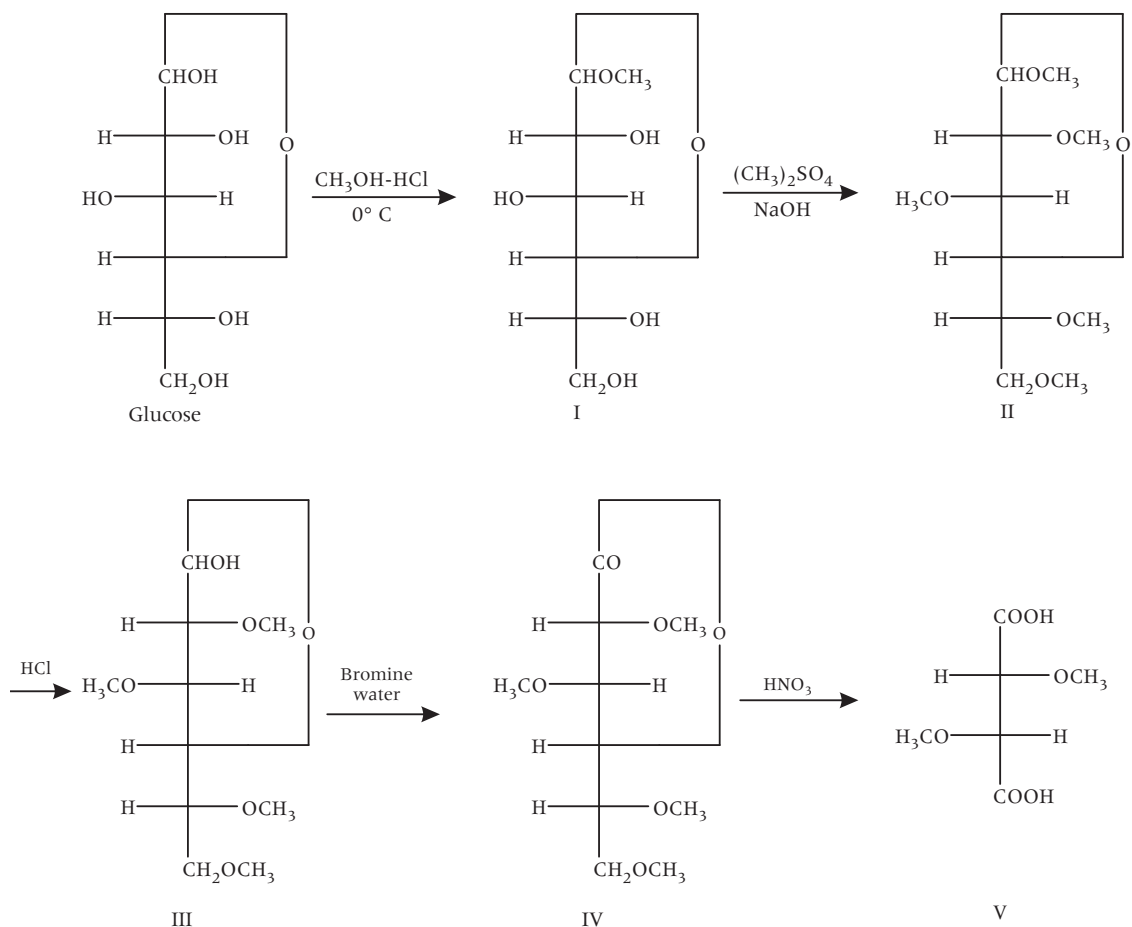 CHOH
H OH
O
HO H
H
H OH
CH₂OH
Glucose
CH₃OH-HCl
0° C
CHOCH₃
H OH
O
HO H
H
H OH
CH₂OH
I
(CH₃)₂SO₄
NaOH
CHOCH₃
H OCH₃ O
H₃CO H
H
H OCH₃
CH₂OCH₃
II
HCl
CHOH
H OCH₃ O
H₃CO H
H
H OCH₃
CH₂OCH₃
III
Bromine
water
CO
H OCH₃ O
H₃CO H
H
H OCH₃
CH₂OCH₃
IV
HNO₃
COOH
H OCH₃
H₃CO H
COOH
V